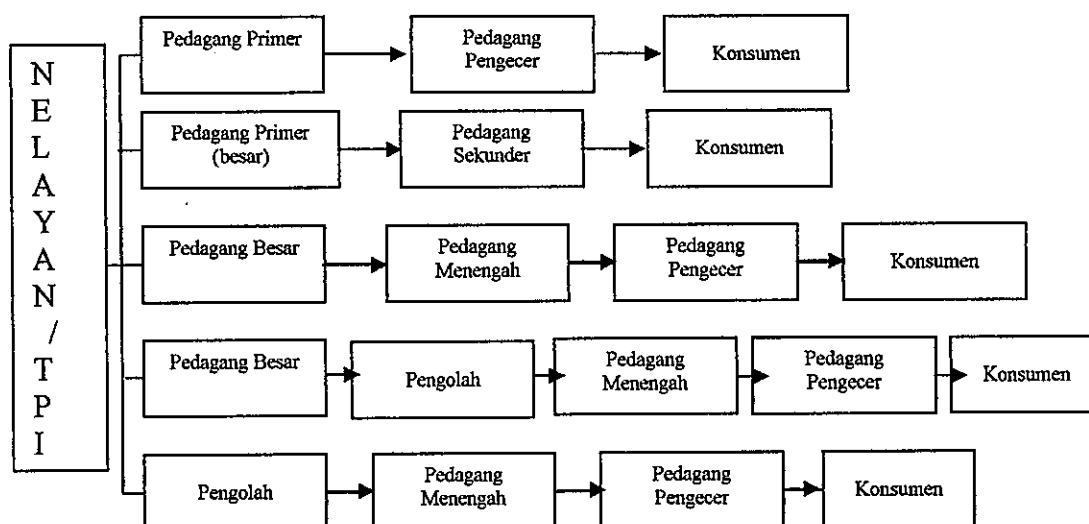 NELAYAN/TPI
Pedagang Primer
Pedagang
Pengecer
Konsumen
Pedagang Primer
(besar)
Pedagang
Sekunder
Konsumen
Pedagang Besar
Pedagang
Menengah
Pedagang
Pengecer
Konsumen
Pedagang Besar
Pengolah
Pedagang
Menengah
Pedagang
Pengecer
Konsumen
Pengolah
Pedagang
Menengah
Pedagang
Pengecer
Konsumen